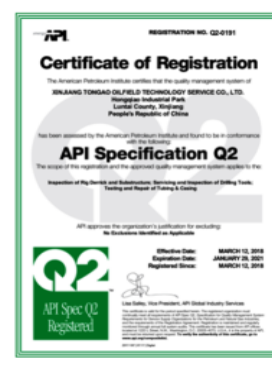 API
REGISTRATION NO. Q2-0191
Certificate of Registration
The American Petroleum Institute certifies that the quality management system of
XINJIANG TONGAO OILFIELD TECHNOLOGY SERVICE CO., LTD.
Hongqiao Industrial Park
Luntai County, Xinjiang
People's Republic of China
has been assessed by the American Petroleum Institute and found to be in conformance
with the following:
API Specification Q2
The scope of this registration and the approved quality management system applies to the:
Inspection of Rig Derrick and Substructure; Servicing and Inspection of Drilling Tools;
Testing and Repair of Tubing & Casing
API approves the organization's justification for excluding:
No Exclusions Identified as Applicable
Effective Date: MARCH 12, 2018
Expiration Date: JANUARY 29, 2021
Registered Since: MARCH 12, 2018
Q2
API Spec Q2
Registered
Vice President, API Global Industry Services